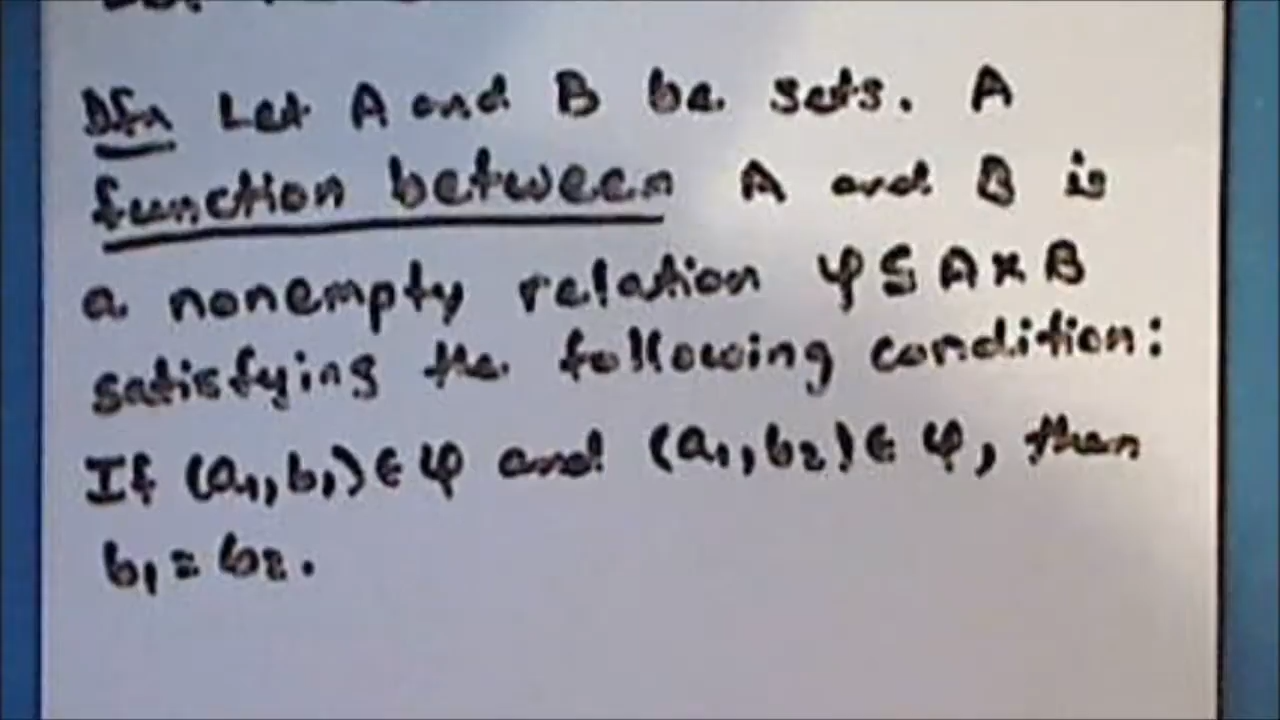 Dfn Let A and B be sets. A
function between A and B is
a nonempty relation φ ⊆ A × B
satisfying the following condition:
If (a₁, b₁) ∈ φ and (a₁, b₂) ∈ φ, then
b₁ = b₂.